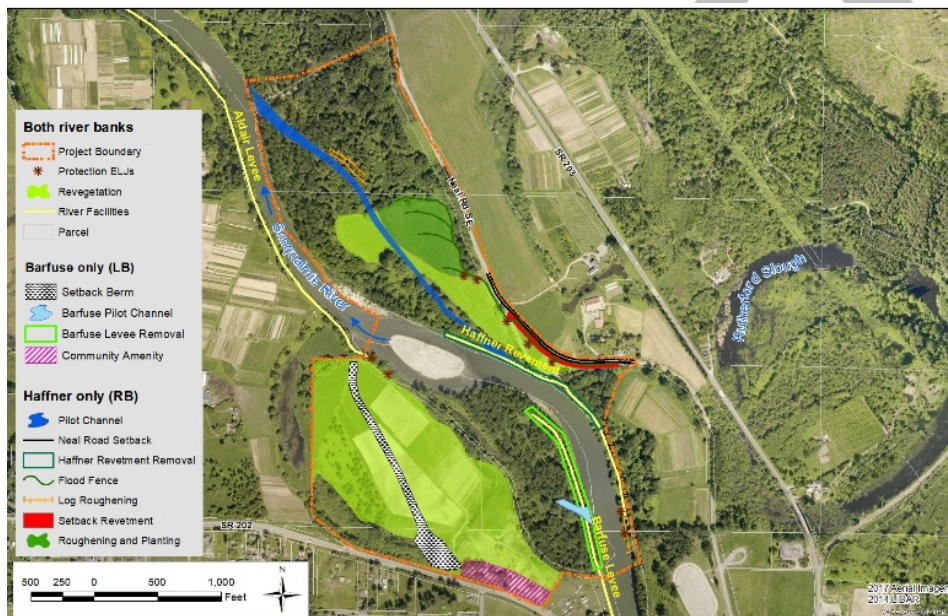 Both river banks
Project Boundary
Protection ELJs
Revegetation
River Facilities
Parcel
Barfuse only (LB)
Setback Berm
Barfuse Pilot Channel
Barfuse Levee Removal
Community Amenity
Haffner only (RB)
Pilot Channel
Neal Road Setback
Haffner Revetment Removal
Flood Fence
Log Roughening
Setback Revetment
Roughening and Planting
Aldair Levee
Snoqualmie River
Neal Rd SE
SR 203
Rutherford Slough
Haffner Revetment
Barfuse Levee
SR 202
500 250 0 500 1,000
Feet
N
2017 Aerial Image